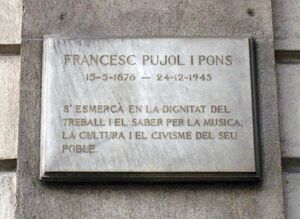 FRANCESC PUJOL I PONS
15-5-1878 — 24-12-1945
S'ESMERÇÀ EN LA DIGNITAT DEL
TREBALL I EL SABER PER LA MUSICA,
LA CULTURA I EL CIVISME DEL SEU
POBLE.